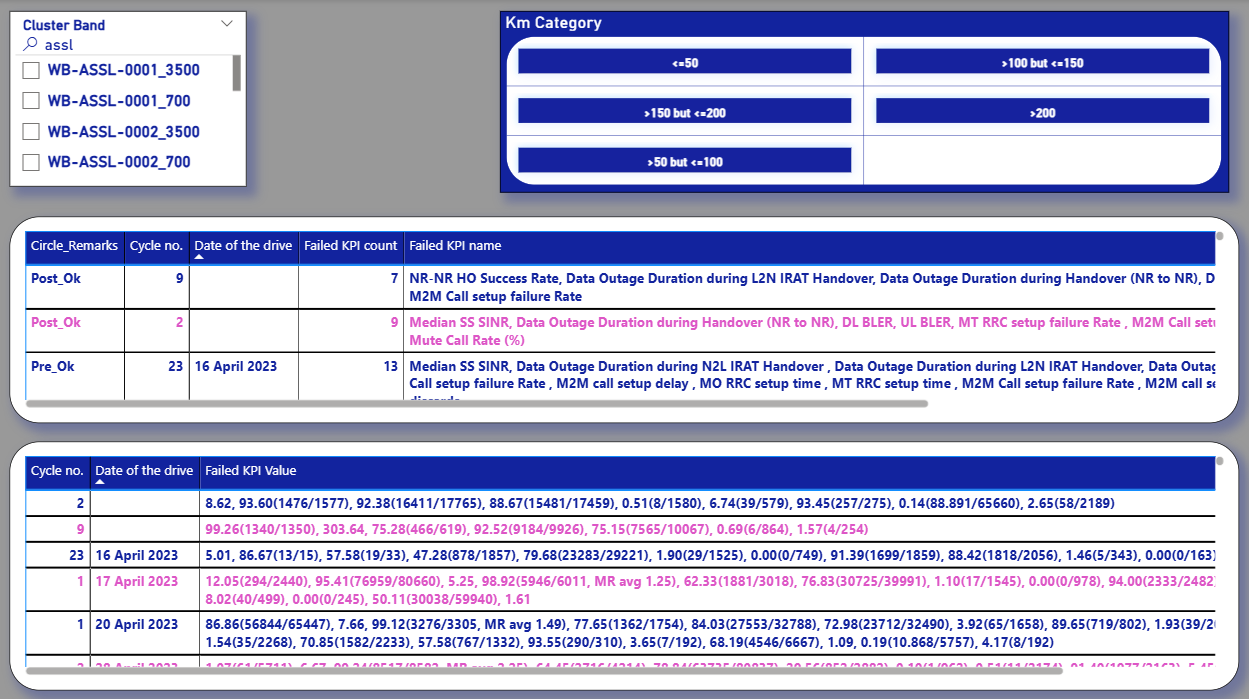 Cluster Band
assl
WB-ASSL-0001_3500
WB-ASSL-0001_700
WB-ASSL-0002_3500
WB-ASSL-0002_700
Km Category
<=50
>100 but <=150
>150 but <=200
>200
>50 but <=100
Circle_Remarks Cycle no. Date of the drive Failed KPI count Failed KPI name
Post_Ok 9 7 NR-NR HO Success Rate, Data Outage Duration during L2N IRAT Handover, Data Outage Duration during Handover (NR to NR), D
M2M Call setup failure Rate
Post_Ok 2 9 Median SS SINR, Data Outage Duration during Handover (NR to NR), DL BLER, UL BLER, MT RRC setup failure Rate , M2M Call setu
Mute Call Rate (%)
Pre_Ok 23 16 April 2023 13 Median SS SINR, Data Outage Duration during N2L IRAT Handover , Data Outage Duration during L2N IRAT Handover, Data Outag
Call setup failure Rate , M2M call setup delay , MO RRC setup time , MT RRC setup time , M2M Call setup failure Rate , M2M call se
Cycle no. Date of the drive Failed KPI Value
2 8.62, 93.60(1476/1577), 92.38(16411/17765), 88.67(15481/17459), 0.51(8/1580), 6.74(39/579), 93.45(257/275), 0.14(88.891/65660), 2.65(58/2189)
9 99.26(1340/1350), 303.64, 75.28(466/619), 92.52(9184/9926), 75.15(7565/10067), 0.69(6/864), 1.57(4/254)
23 16 April 2023 5.01, 86.67(13/15), 57.58(19/33), 47.28(878/1857), 79.68(23283/29221), 1.90(29/1525), 0.00(0/749), 91.39(1699/1859), 88.42(1818/2056), 1.46(5/343), 0.00(0/163)
1 17 April 2023 12.05(294/2440), 95.41(76959/80660), 5.25, 98.92(5946/6011, MR avg 1.25), 62.33(1881/3018), 76.83(30725/39991), 1.10(17/1545), 0.00(0/978), 94.00(2333/2482)
8.02(40/499), 0.00(0/245), 50.11(30038/59940), 1.61
1 20 April 2023 86.86(56844/65447), 7.66, 99.12(3276/3305, MR avg 1.49), 77.65(1362/1754), 84.03(27553/32788), 72.98(23712/32490), 3.92(65/1658), 89.65(719/802), 1.93(39/20
1.54(35/2268), 70.85(1582/2233), 57.58(767/1332), 93.55(290/310), 3.65(7/192), 68.19(4546/6667), 1.09, 0.19(10.868/5757), 4.17(8/192)